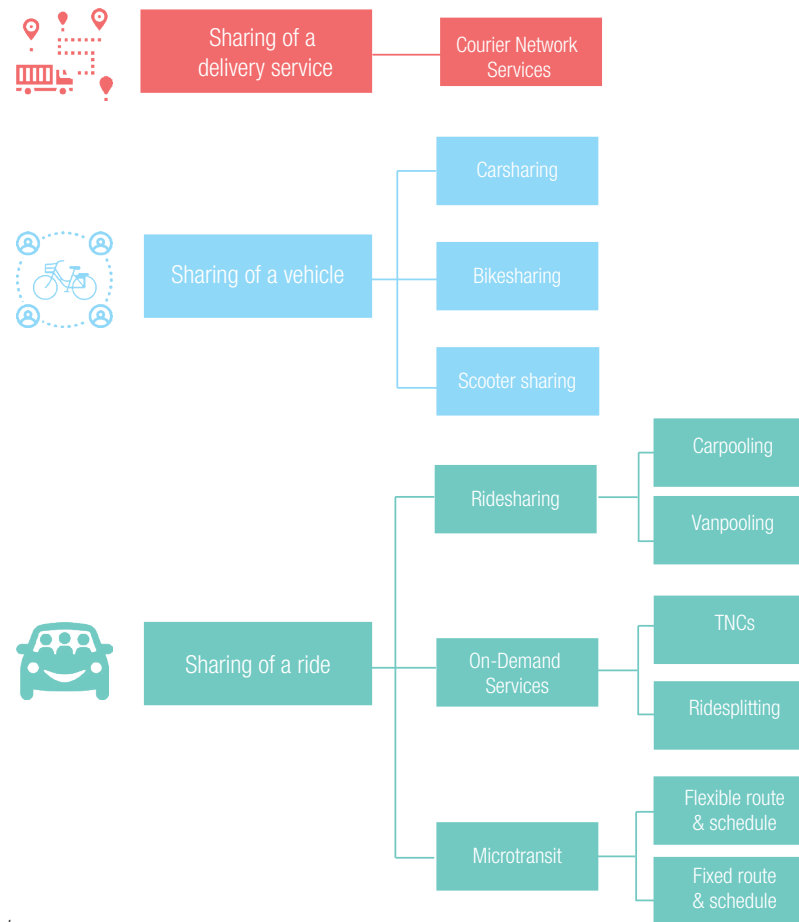 Sharing of a
delivery service
Courier Network
Services
Carsharing
Sharing of a vehicle
Bikesharing
Scooter sharing
Carpooling
Ridesharing
Vanpooling
TNCs
Sharing of a ride
On-Demand
Services
Ridesplitting
Flexible route
& schedule
Microtransit
Fixed route
& schedule
.